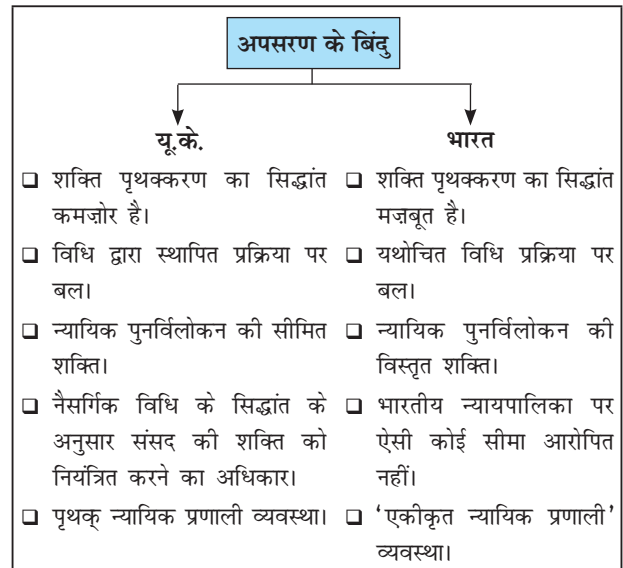 अपसरण के बिंदु
यू.के.
❑ शक्ति पृथक्करण का सिद्धांत
कमज़ोर है।
❑ विधि द्वारा स्थापित प्रक्रिया पर
बल।
❑ न्यायिक पुनर्विलोकन की सीमित
शक्ति।
❑ नैसर्गिक विधि के सिद्धांत के
अनुसार संसद की शक्ति को
नियंत्रित करने का अधिकार।
❑ पृथक् न्यायिक प्रणाली व्यवस्था।
भारत
❑ शक्ति पृथक्करण का सिद्धांत
मज़बूत है।
❑ यथोचित विधि प्रक्रिया पर
बल।
❑ न्यायिक पुनर्विलोकन की
विस्तृत शक्ति।
❑ भारतीय न्यायपालिका पर
ऐसी कोई सीमा आरोपित
नहीं।
❑ ‘एकीकृत न्यायिक प्रणाली’
व्यवस्था।